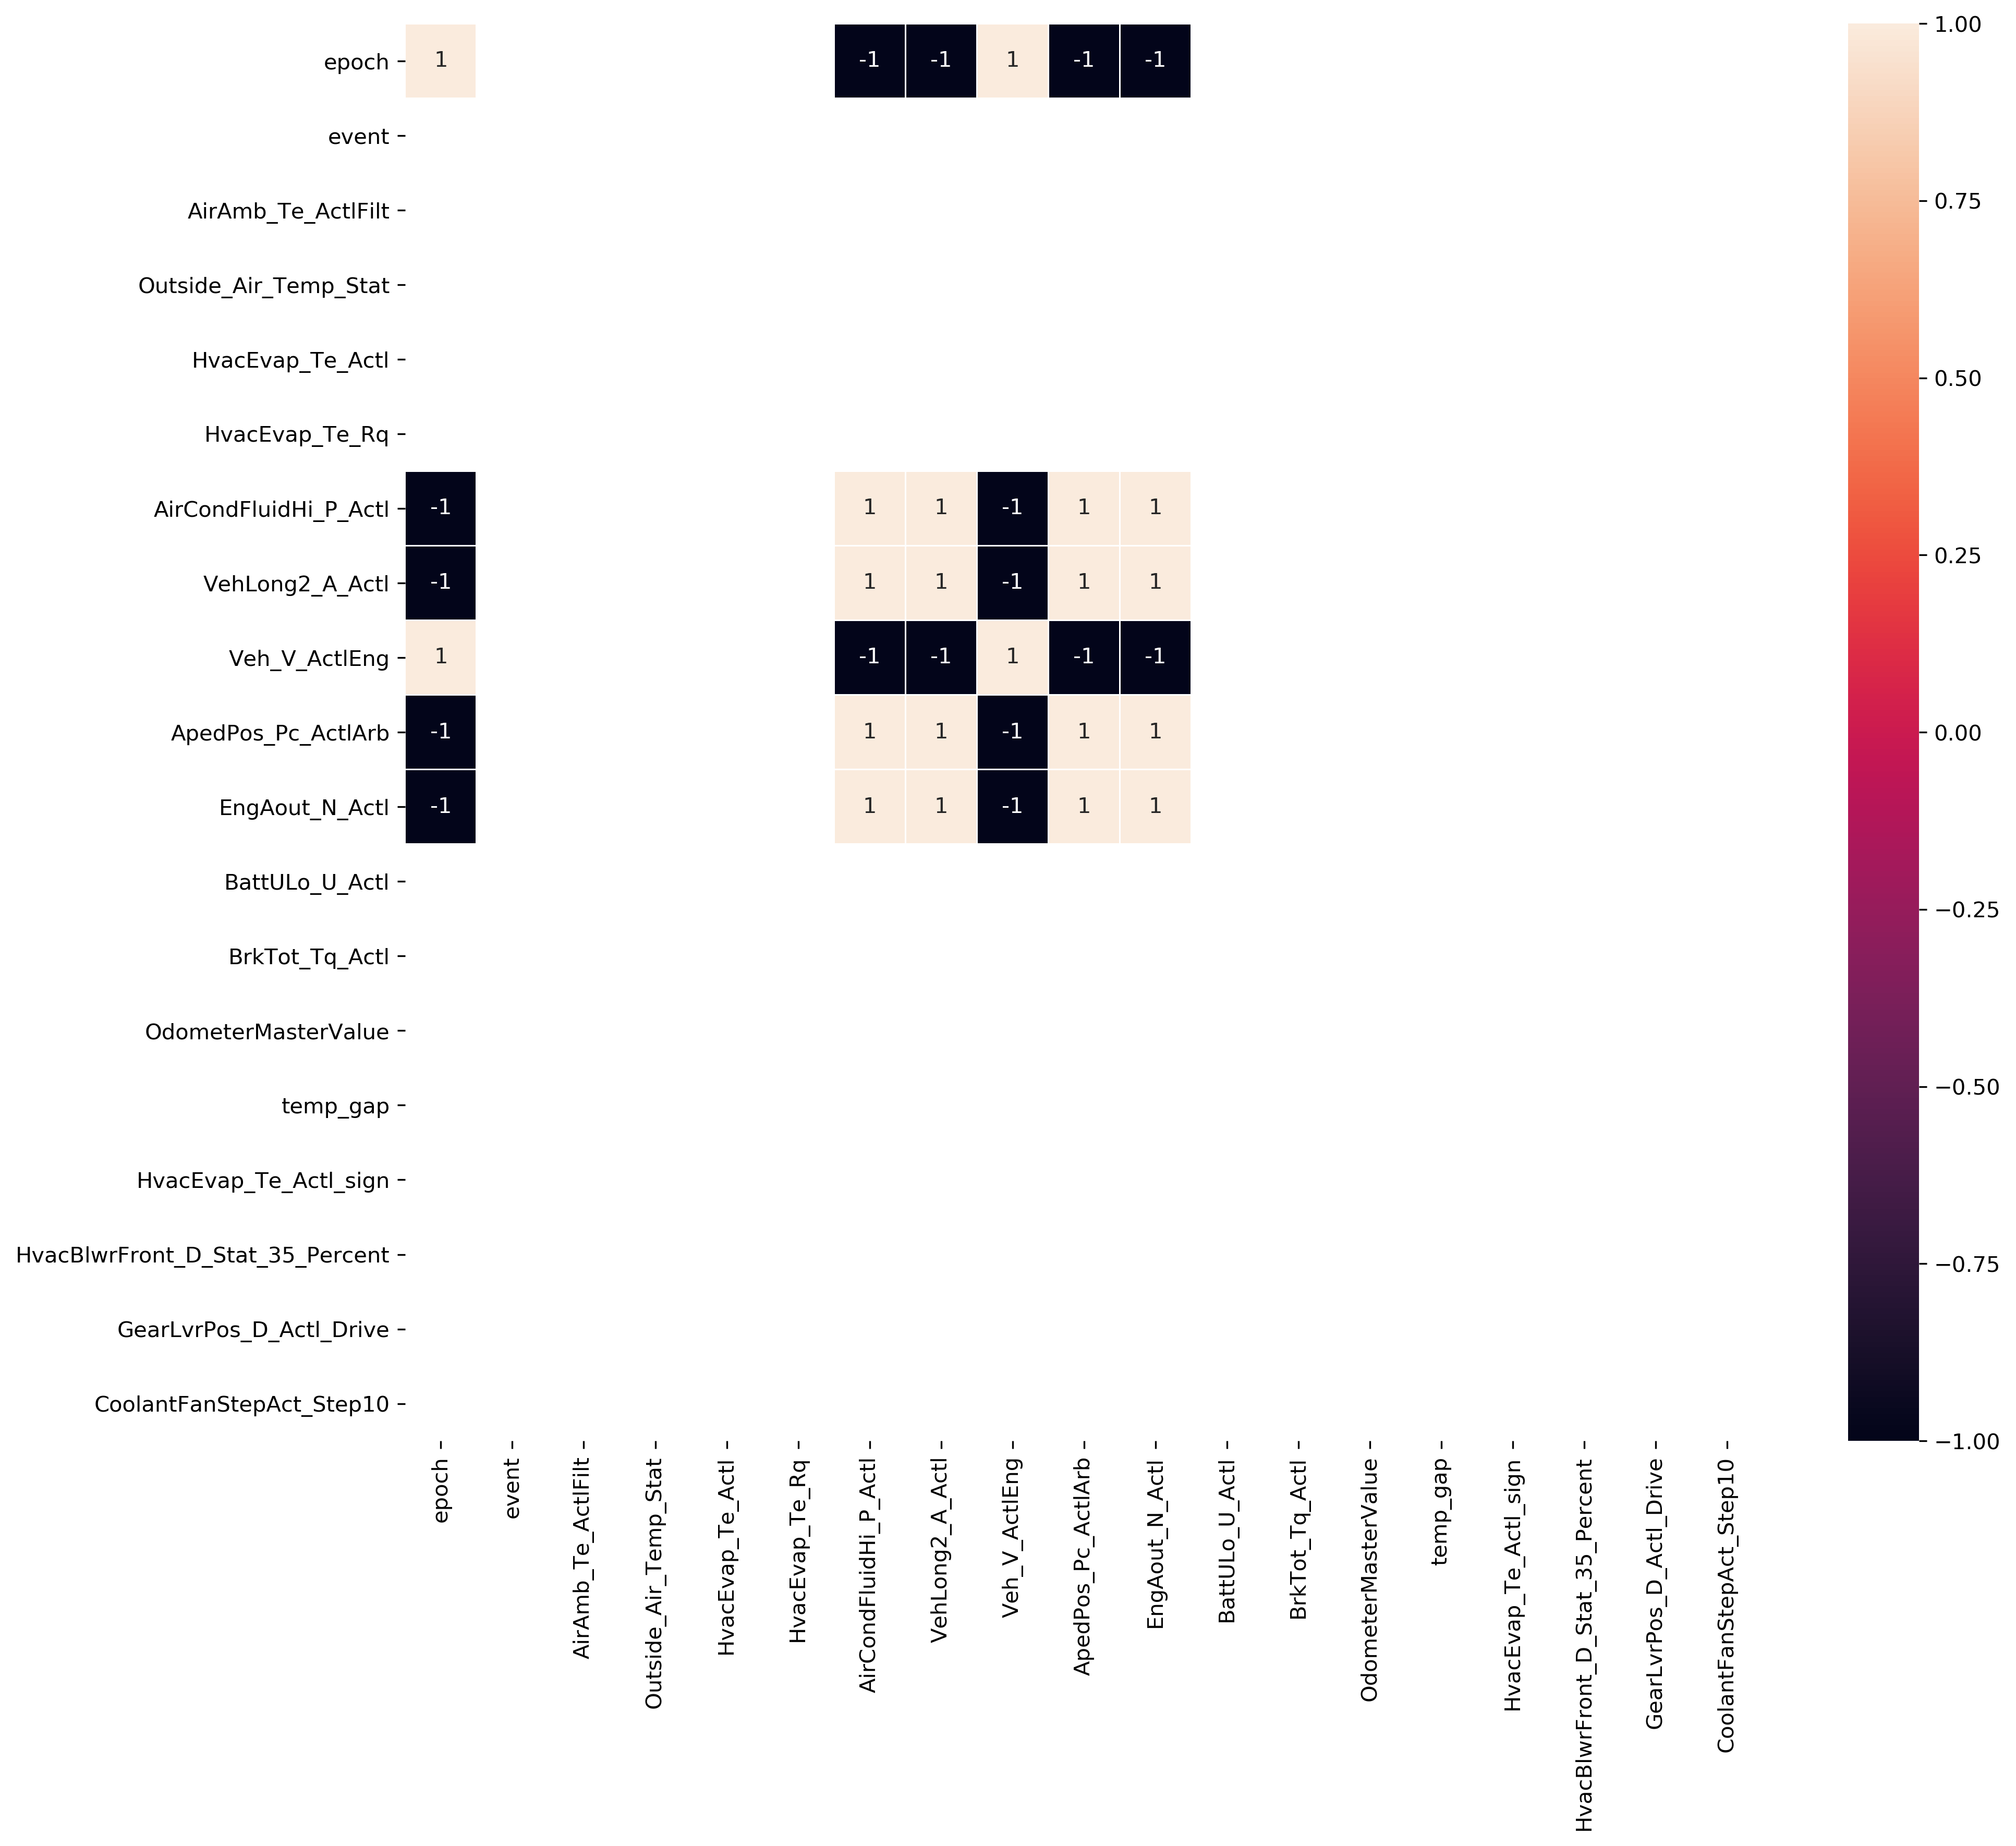 epoch 1 -1 -1 1 -1 -1
event
AirAmb_Te_ActlFilt
Outside_Air_Temp_Stat
HvacEvap_Te_Actl
HvacEvap_Te_Rq
AirCondFluidHi_P_Actl -1 1 1 -1 1 1
VehLong2_A_Actl -1 1 1 -1 1 1
Veh_V_ActlEng 1 -1 -1 1 -1 -1
ApedPos_Pc_ActlArb -1 1 1 -1 1 1
EngAout_N_Actl -1 1 1 -1 1 1
BattULo_U_Actl
BrkTot_Tq_Actl
OdometerMasterValue
temp_gap
HvacEvap_Te_Actl_sign
HvacBlwrFront_D_Stat_35_Percent
GearLvrPos_D_Actl_Drive
CoolantFanStepAct_Step10
epoch
event
AirAmb_Te_ActlFilt
Outside_Air_Temp_Stat
HvacEvap_Te_Actl
HvacEvap_Te_Rq
AirCondFluidHi_P_Actl
VehLong2_A_Actl
Veh_V_ActlEng
ApedPos_Pc_ActlArb
EngAout_N_Actl
BattULo_U_Actl
BrkTot_Tq_Actl
OdometerMasterValue
temp_gap
HvacEvap_Te_Actl_sign
HvacBlwrFront_D_Stat_35_Percent
GearLvrPos_D_Actl_Drive
CoolantFanStepAct_Step10
1.00
0.75
0.50
0.25
0.00
−0.25
−0.50
−0.75
−1.00